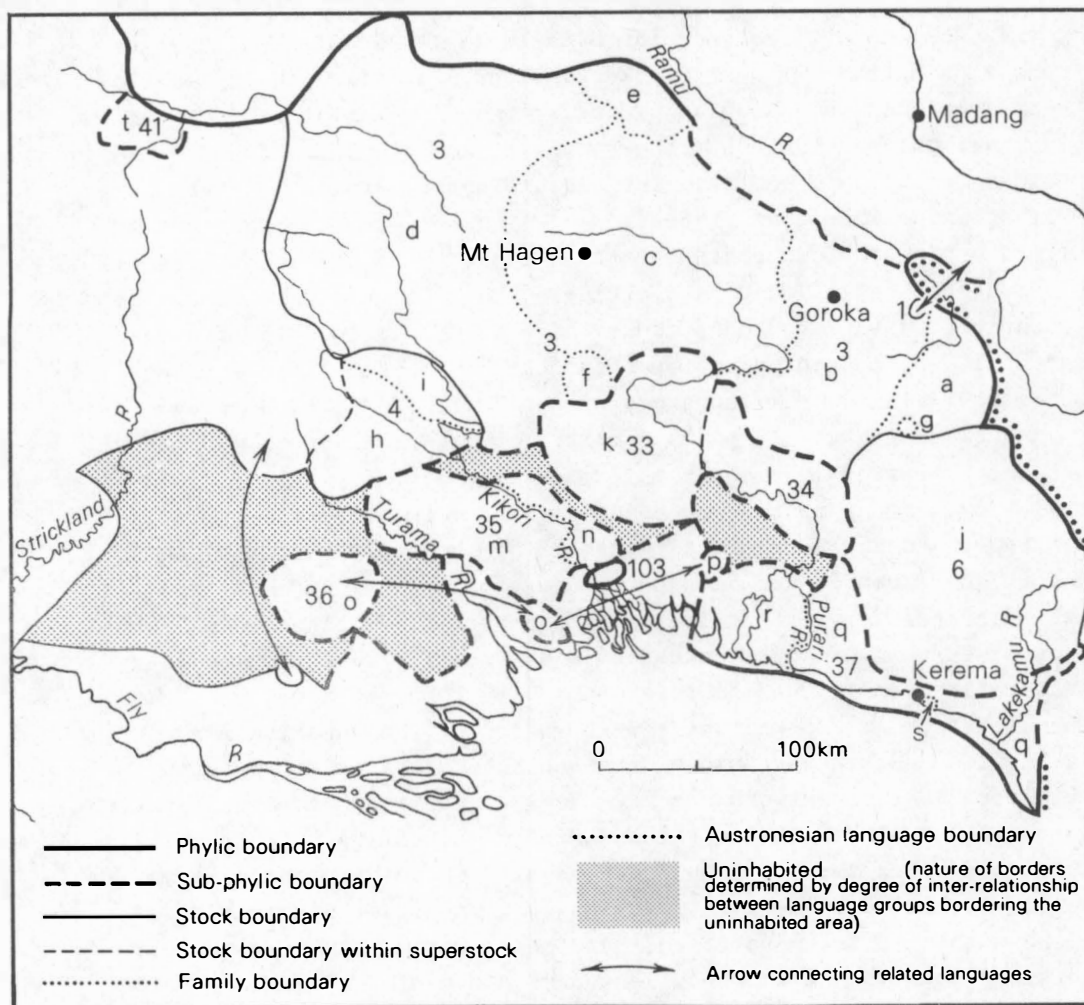 Ramu
R
e
Madang
t 41
3
d
Mt Hagen
c
10
Goroka
3
3
b
f
i
a
4
g
h
k 33
l
34
Strickland
R
Turama
R
35
m
Kikori
R
n
103
p
j
6
36
o
o
r
Purari
R
q
37
Kerema
Lakekamu R
s
q
Fly
R
0
100km
Phylic boundary
Sub-phylic boundary
Stock boundary
Stock boundary within superstock
Family boundary
Austronesian language boundary
Uninhabited (nature of borders
determined by degree of inter-relationship
between language groups bordering the
uninhabited area)
Arrow connecting related languages